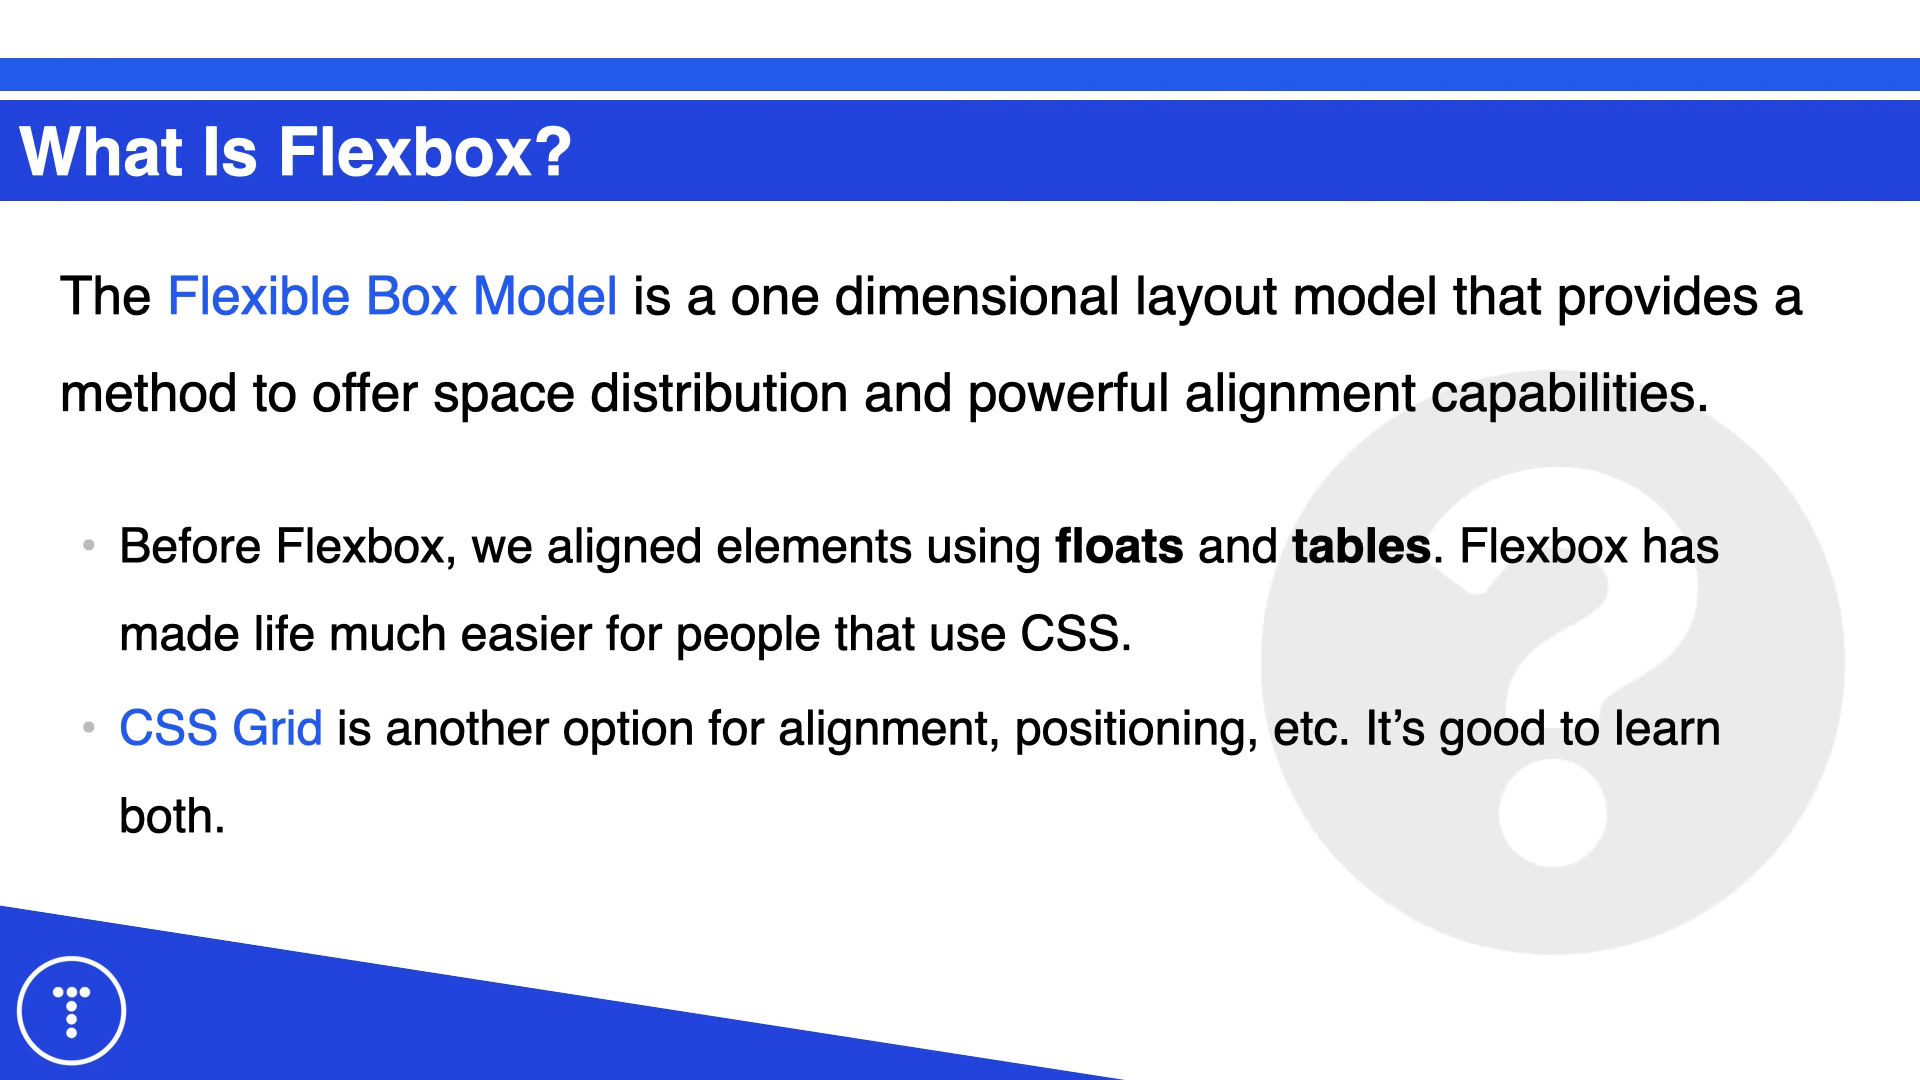 What Is Flexbox?
The Flexible Box Model is a one dimensional layout model that provides a
method to offer space distribution and powerful alignment capabilities.
• Before Flexbox, we aligned elements using floats and tables. Flexbox has
made life much easier for people that use CSS.
• CSS Grid is another option for alignment, positioning, etc. It’s good to learn
both.